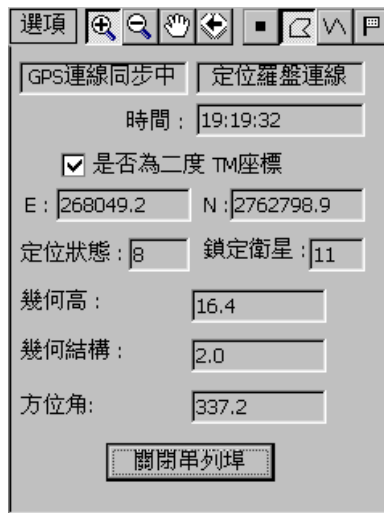 選項
GPS連線同步中 定位羅盤連線
時間： 19:19:32
是否為二度 TM座標
E : 268049.2 N : 2762798.9
定位狀態 : 8 鎖定衛星 : 11
幾何高 : 16.4
幾何結構 : 2.0
方位角: 337.2
關閉串列埠